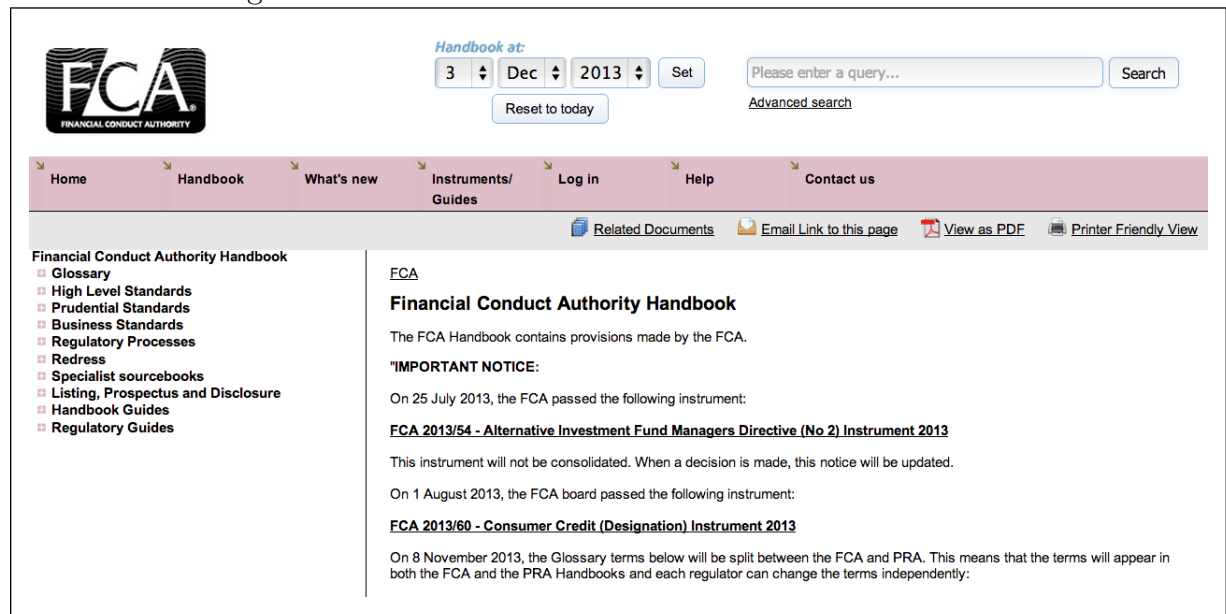 FCA
FINANCIAL CONDUCT AUTHORITY
Handbook at:
3 Dec 2013 Set
Reset to today
Please enter a query... Search
Advanced search
Home Handbook What's new Instruments/ Log in Help Contact us
Guides
Related Documents Email Link to this page View as PDF Printer Friendly View
Financial Conduct Authority Handbook
Glossary
High Level Standards
Prudential Standards
Business Standards
Regulatory Processes
Redress
Specialist sourcebooks
Listing, Prospectus and Disclosure
Handbook Guides
Regulatory Guides
FCA
Financial Conduct Authority Handbook
The FCA Handbook contains provisions made by the FCA.
"IMPORTANT NOTICE:
On 25 July 2013, the FCA passed the following instrument:
FCA 2013/54 - Alternative Investment Fund Managers Directive (No 2) Instrument 2013
This instrument will not be consolidated. When a decision is made, this notice will be updated.
On 1 August 2013, the FCA board passed the following instrument:
FCA 2013/60 - Consumer Credit (Designation) Instrument 2013
On 8 November 2013, the Glossary terms below will be split between the FCA and PRA. This means that the terms will appear in
both the FCA and the PRA Handbooks and each regulator can change the terms independently: